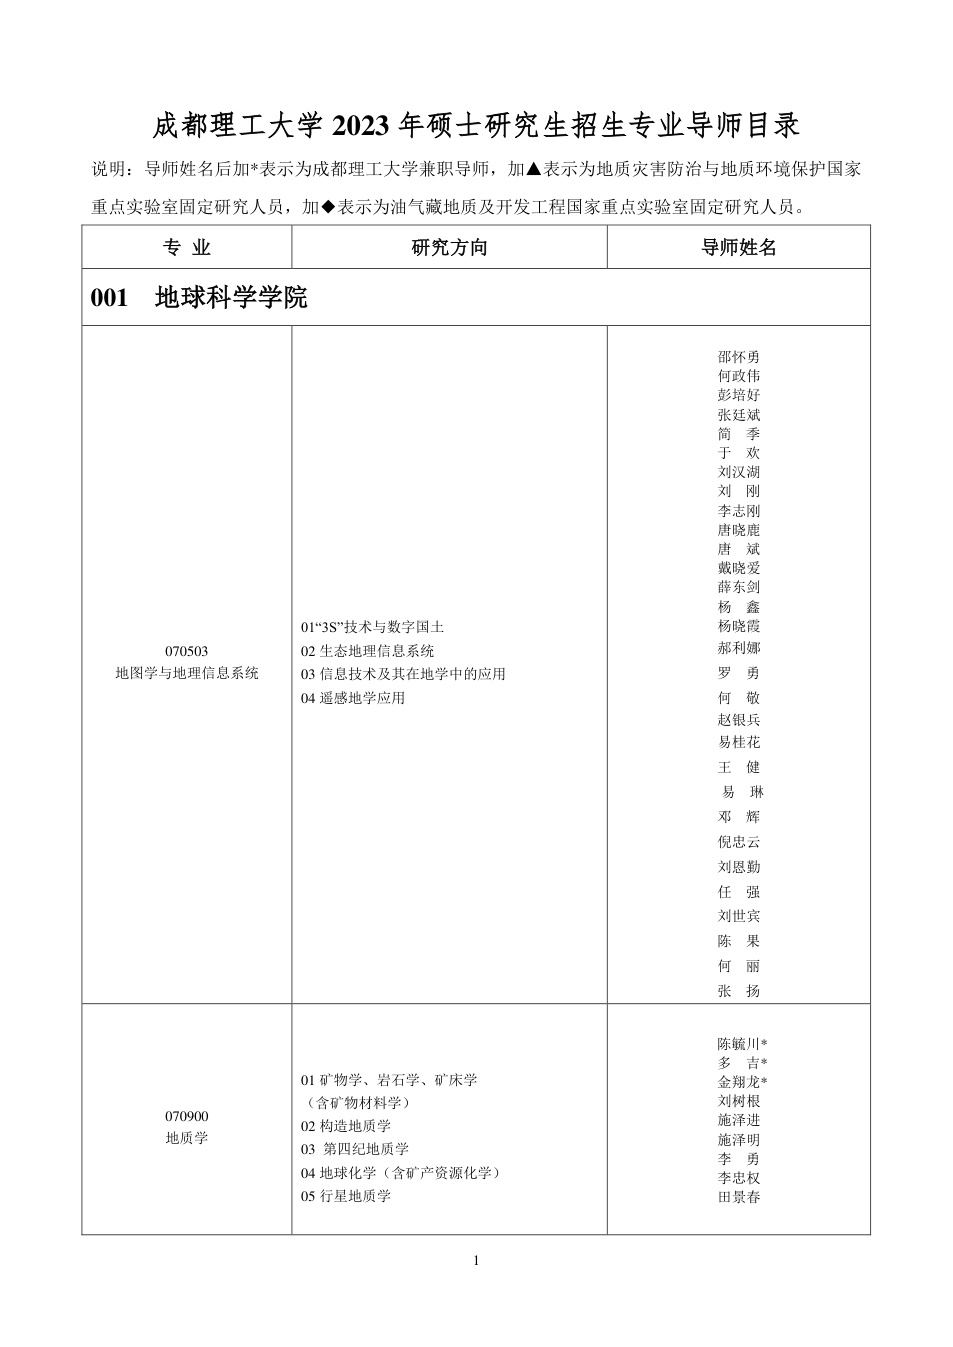 成都理工大学 2023 年硕士研究生招生专业导师目录
说明：导师姓名后加*表示为成都理工大学兼职导师，加▲表示为地质灾害防治与地质环境保护国家
重点实验室固定研究人员，加◆表示为油气藏地质及开发工程国家重点实验室固定研究人员。
专 业
研究方向
导师姓名
001 地球科学学院
070503
地图学与地理信息系统
01“3S”技术与数字国土
02 生态地理信息系统
03 信息技术及其在地学中的应用
04 遥感地学应用
邵怀勇
何政伟
彭培好
张廷斌
简 季
于 欢
刘汉湖
刘 刚
李志刚
唐晓鹿
唐 斌
戴晓爱
薛东剑
杨 鑫
杨晓霞
郝利娜
罗 勇
何 敬
赵银兵
易桂花
王 健
易 琳
邓 辉
倪忠云
刘恩勤
任 强
刘世宾
陈 果
何 丽
张 扬
070900
地质学
01 矿物学、岩石学、矿床学
（含矿物材料学）
02 构造地质学
03 第四纪地质学
04 地球化学（含矿产资源化学）
05 行星地质学
陈毓川*
多 吉*
金翔龙*
刘树根
施泽进
施泽明
李 勇
李忠权
田景春
1